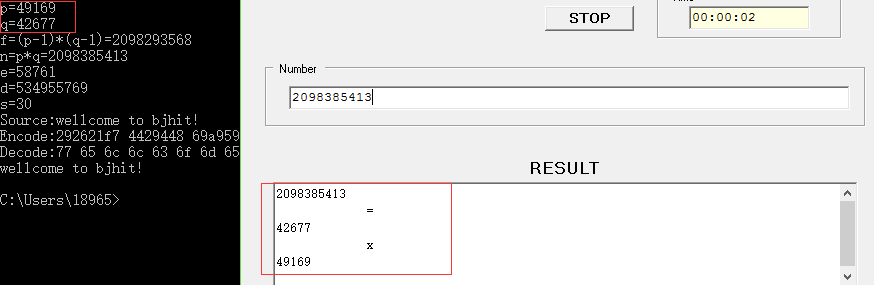 p=49169
q=42677
f=(p-1)*(q-1)=2098293568
n=p*q=2098385413
e=58761
d=534955769
s=30
Source:wellcome to bjhit!
Encode:292621f7 4429448 69a959
Decode:77 65 6c 6c 63 6f 6d 65
wellcome to bjhit!
C:\Users\18965>
STOP
Time
00:00:02
Number
2098385413
RESULT
2098385413
=
42677
x
49169